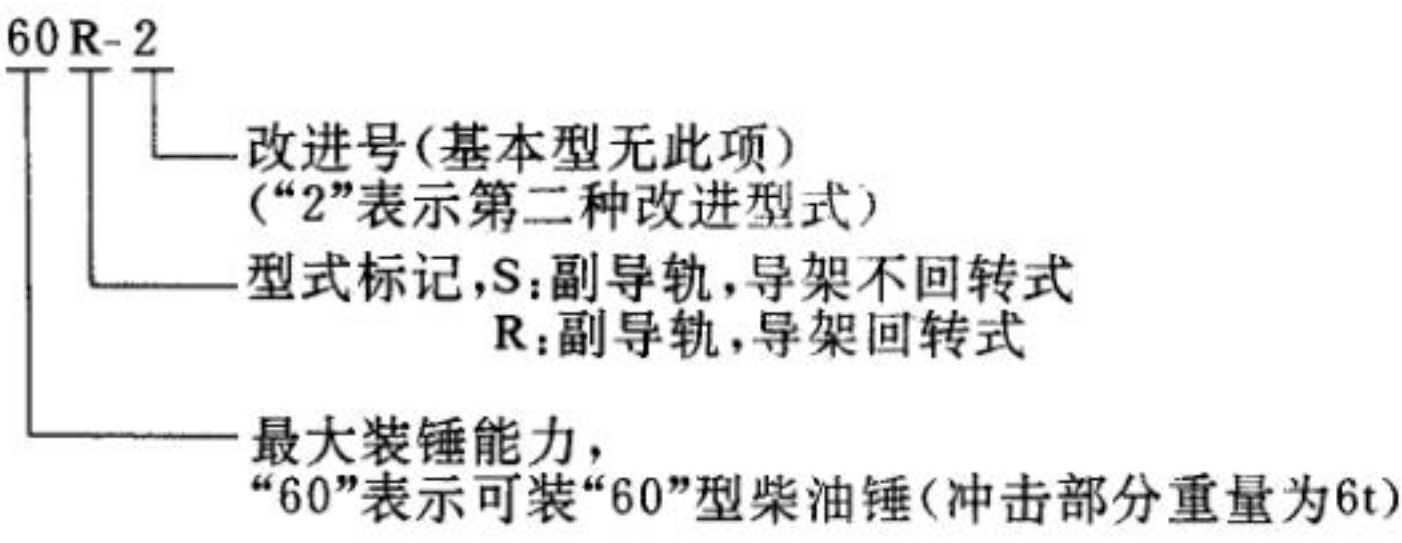 60 R-2
改进号(基本型无此项)
(“2”表示第二种改进型式)
型式标记,S:副导轨,导架不回转式
R:副导轨,导架回转式
最大装锤能力,
“60”表示可装“60”型柴油锤(冲击部分重量为6t)